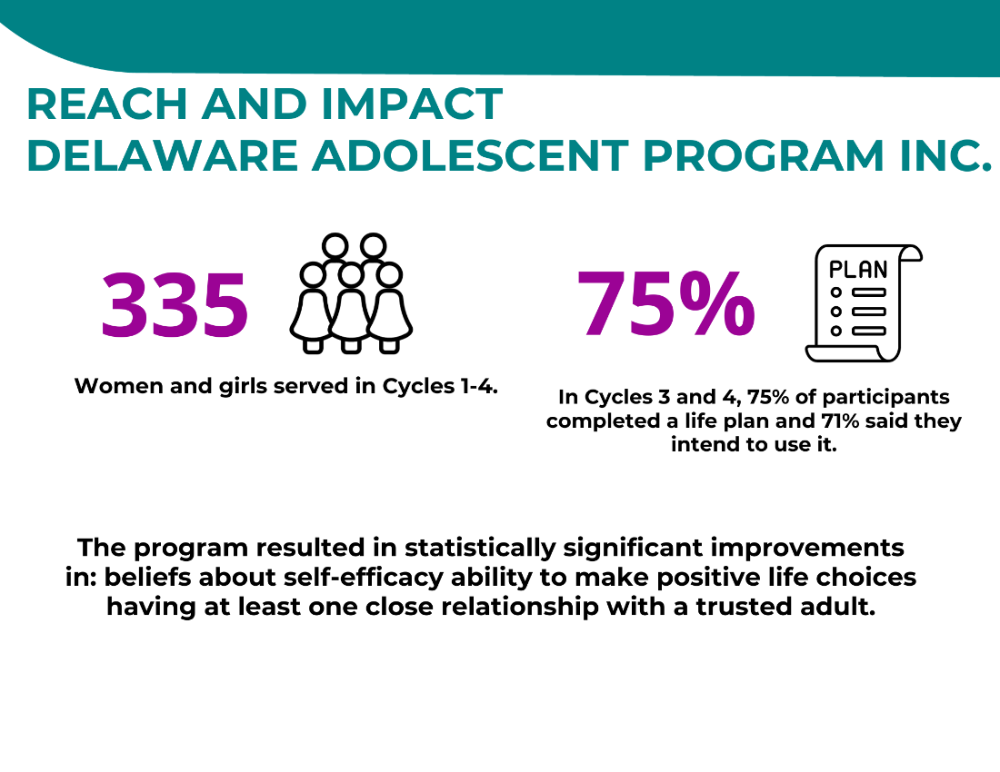 REACH AND IMPACT
DELAWARE ADOLESCENT PROGRAM INC.
335
Women and girls served in Cycles 1-4.
75%
PLAN
In Cycles 3 and 4, 75% of participants
completed a life plan and 71% said they
intend to use it.
The program resulted in statistically significant improvements
in: beliefs about self-efficacy ability to make positive life choices
having at least one close relationship with a trusted adult.